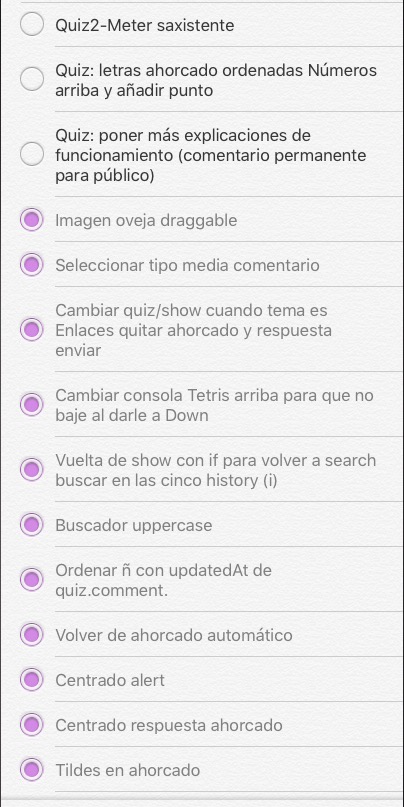 Quiz2-Meter saxistente
Quiz: letras ahorcado ordenadas Números
arriba y añadir punto
Quiz: poner más explicaciones de
funcionamiento (comentario permanente
para público)
Imagen oveja draggable
Seleccionar tipo media comentario
Cambiar quiz/show cuando tema es
Enlaces quitar ahorcado y respuesta
enviar
Cambiar consola Tetris arriba para que no
baje al darle a Down
Vuelta de show con if para volver a search
buscar en las cinco history (i)
Buscador uppercase
Ordenar ñ con updatedAt de
quiz.comment.
Volver de ahorcado automático
Centrado alert
Centrado respuesta ahorcado
Tildes en ahorcado